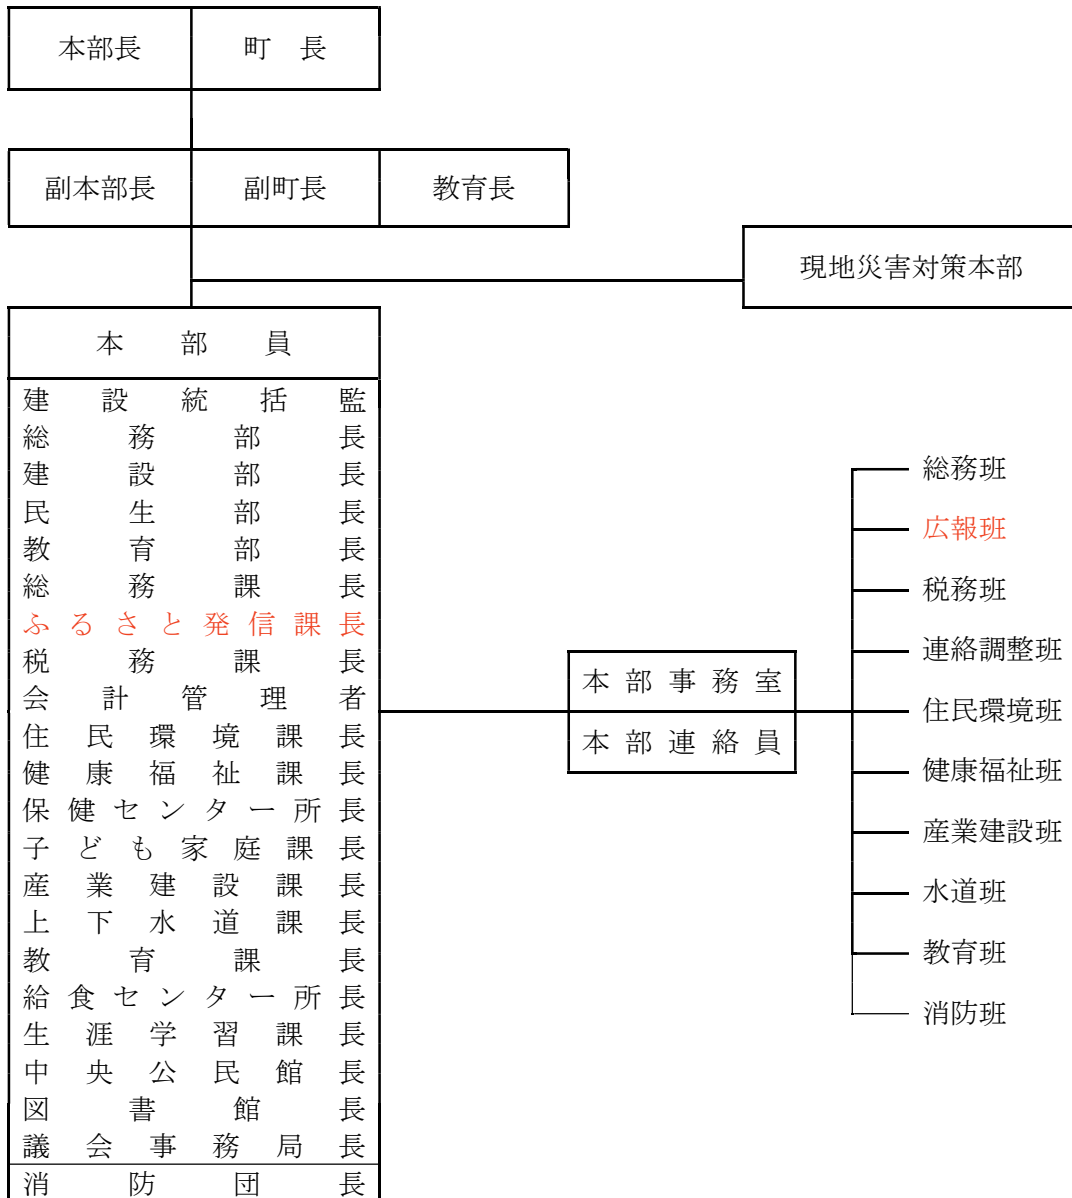 本部長 町 長
副本部長 副町長 教育長
現地災害対策本部
本 部 員
建設統括監
総務部長
建設部長
民生部長
教育部長
総務課長
ふるさと発信課長
税務課長
会計管理者
住民環境課長
健康福祉課長
保健センター所長
子ども家庭課長
産業建設課長
上下水道課長
教育課長
給食センター所長
生涯学習課長
中央公民館長
図書館長
議会事務局長
消防団長
本部事務室
本部連絡員
総務班
広報班
税務班
連絡調整班
住民環境班
健康福祉班
産業建設班
水道班
教育班
消防班